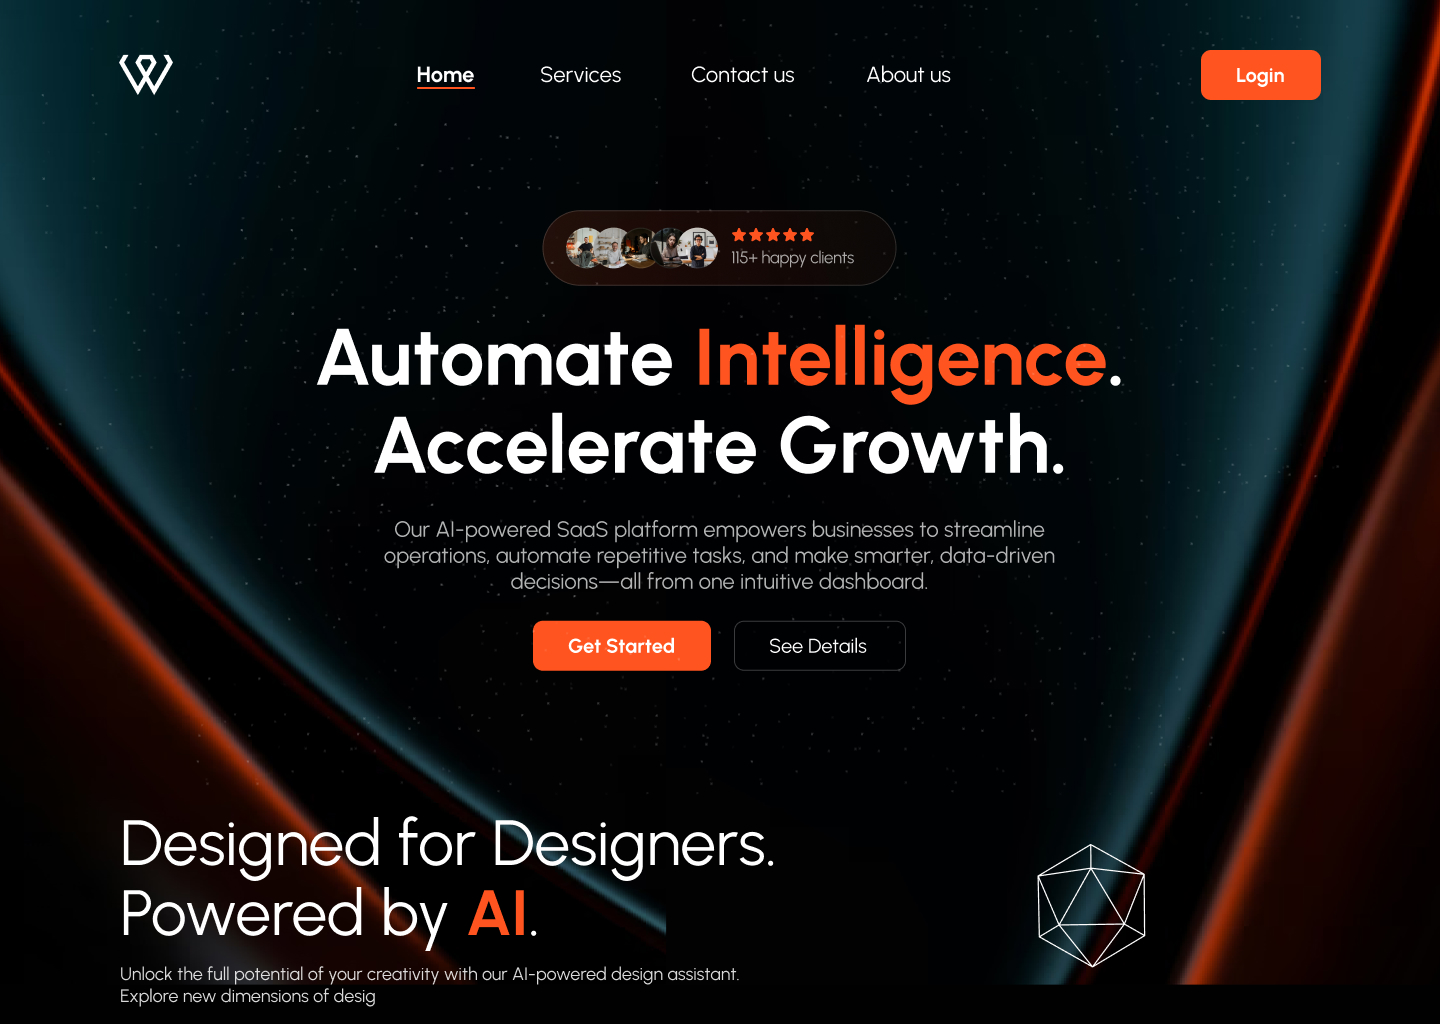 Home Services Contact us About us Login
115+ happy clients
Automate Intelligence.
Accelerate Growth.
Our AI-powered SaaS platform empowers businesses to streamline
operations, automate repetitive tasks, and make smarter, data-driven
decisions—all from one intuitive dashboard.
Get Started See Details
Designed for Designers.
Powered by AI.
Unlock the full potential of your creativity with our AI-powered design assistant.
Explore new dimensions of desig